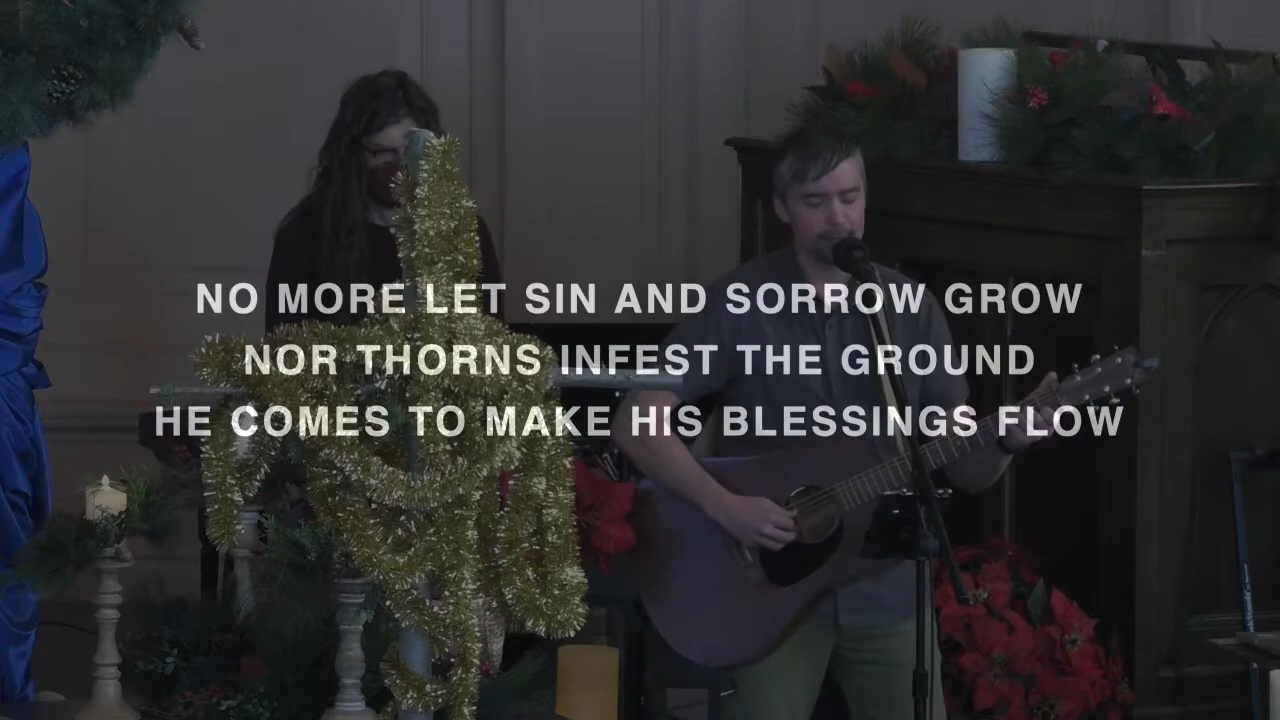 NO MORE LET SIN AND SORROW GROW
NOR THORNS INFEST THE GROUND
HE COMES TO MAKE HIS BLESSINGS FLOW